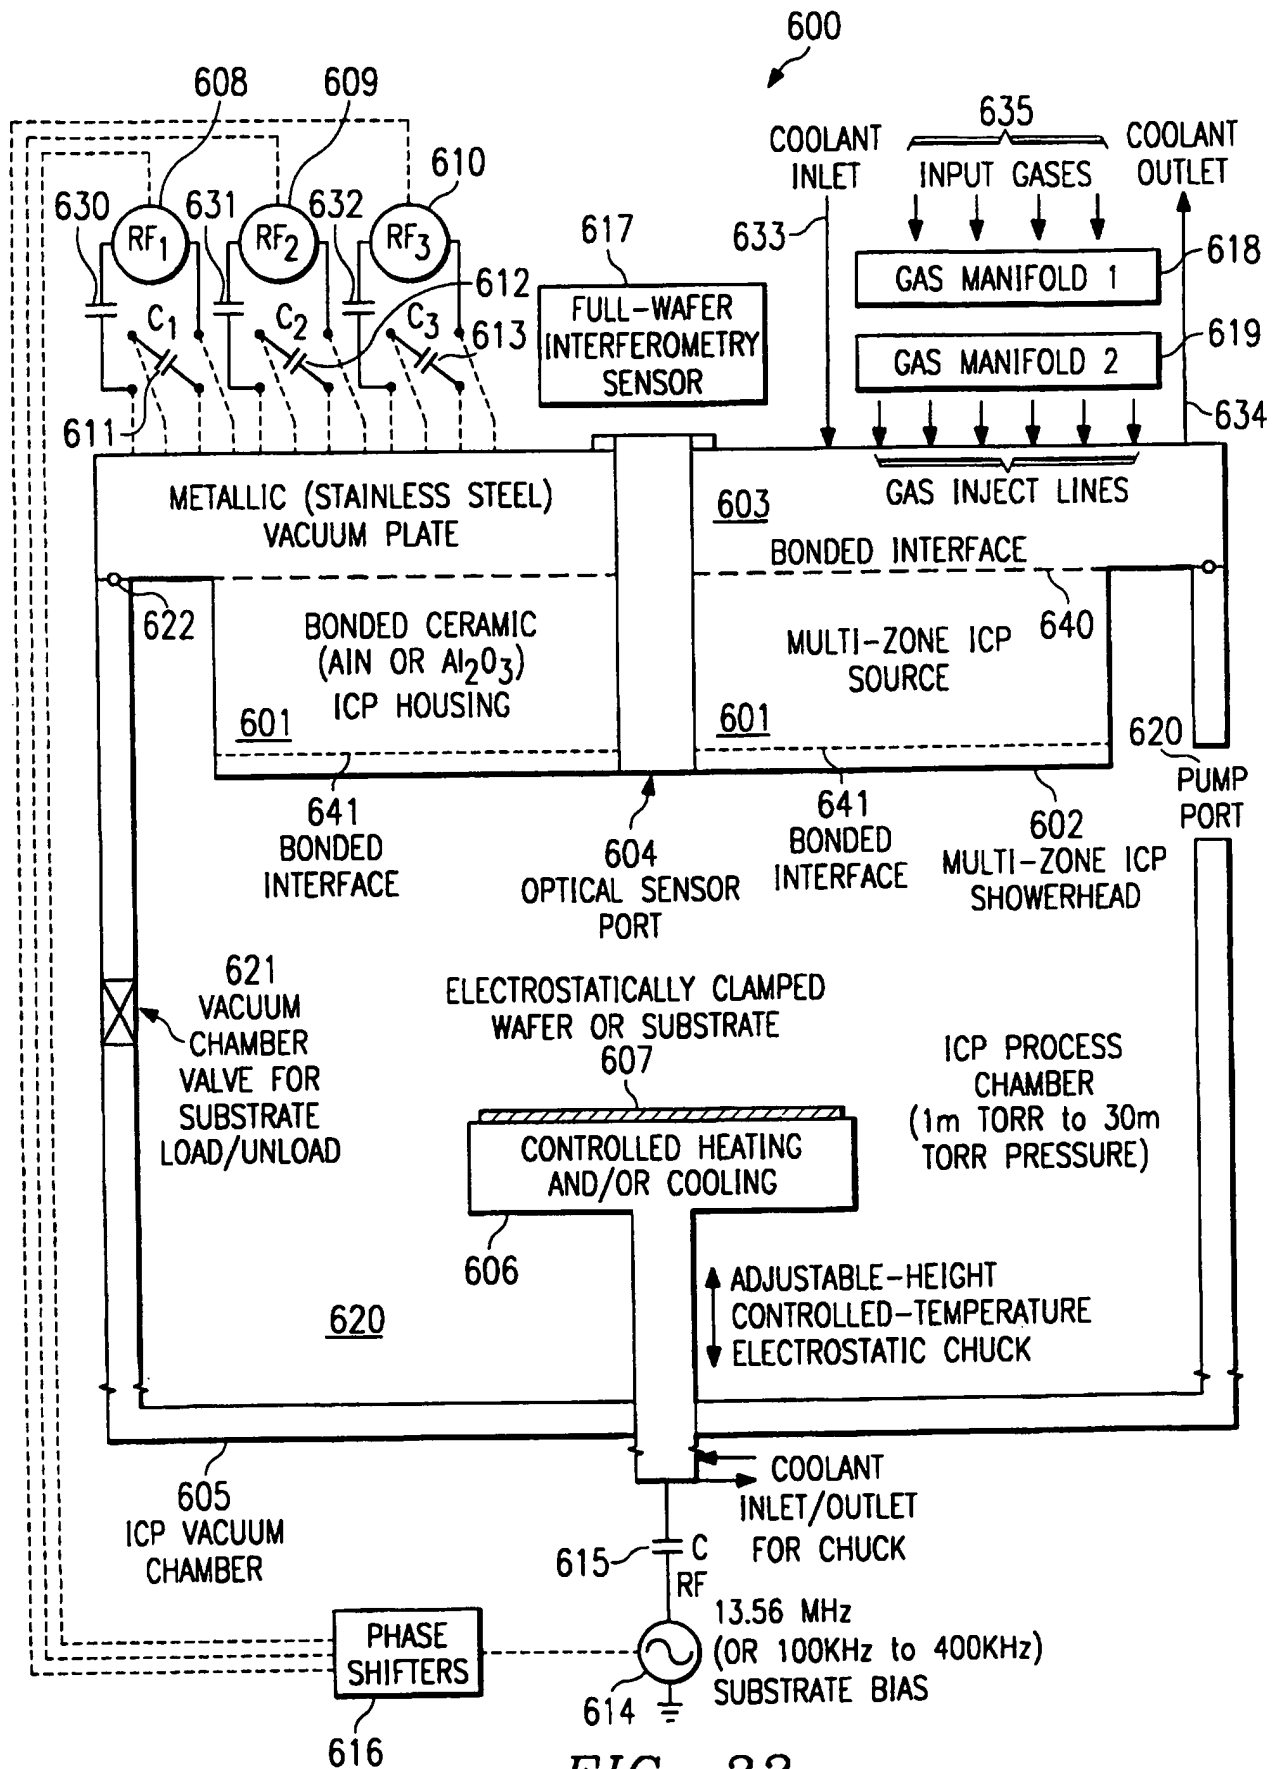 600
608
609
610
635
COOLANT
INLET
INPUT GASES
COOLANT
OUTLET
630
631
632
RF1
RF2
RF3
617
633
GAS MANIFOLD 1
618
C1
C2
C3
612
613
FULL-WAFER
INTERFEROMETRY
SENSOR
GAS MANIFOLD 2
619
611
634
METALLIC (STAINLESS STEEL)
VACUUM PLATE
603
GAS INJECT LINES
BONDED INTERFACE
622
640
BONDED CERAMIC
(AlN OR Al2O3)
ICP HOUSING
601
MULTI-ZONE ICP
SOURCE
601
620
PUMP
PORT
641
BONDED
INTERFACE
604
OPTICAL SENSOR
PORT
641
BONDED
INTERFACE
602
MULTI-ZONE ICP
SHOWERHEAD
621
VACUUM
CHAMBER
VALVE FOR
SUBSTRATE
LOAD/UNLOAD
ELECTROSTATICALLY CLAMPED
WAFER OR SUBSTRATE
607
ICP PROCESS
CHAMBER
(1m TORR to 30m
TORR PRESSURE)
CONTROLLED HEATING
AND/OR COOLING
606
620
ADJUSTABLE-HEIGHT
CONTROLLED-TEMPERATURE
ELECTROSTATIC CHUCK
605
ICP VACUUM
CHAMBER
COOLANT
INLET/OUTLET
FOR CHUCK
615
C
RF
13.56 MHz
(OR 100KHz to 400KHz)
SUBSTRATE BIAS
PHASE
SHIFTERS
614
616
FIG. 22